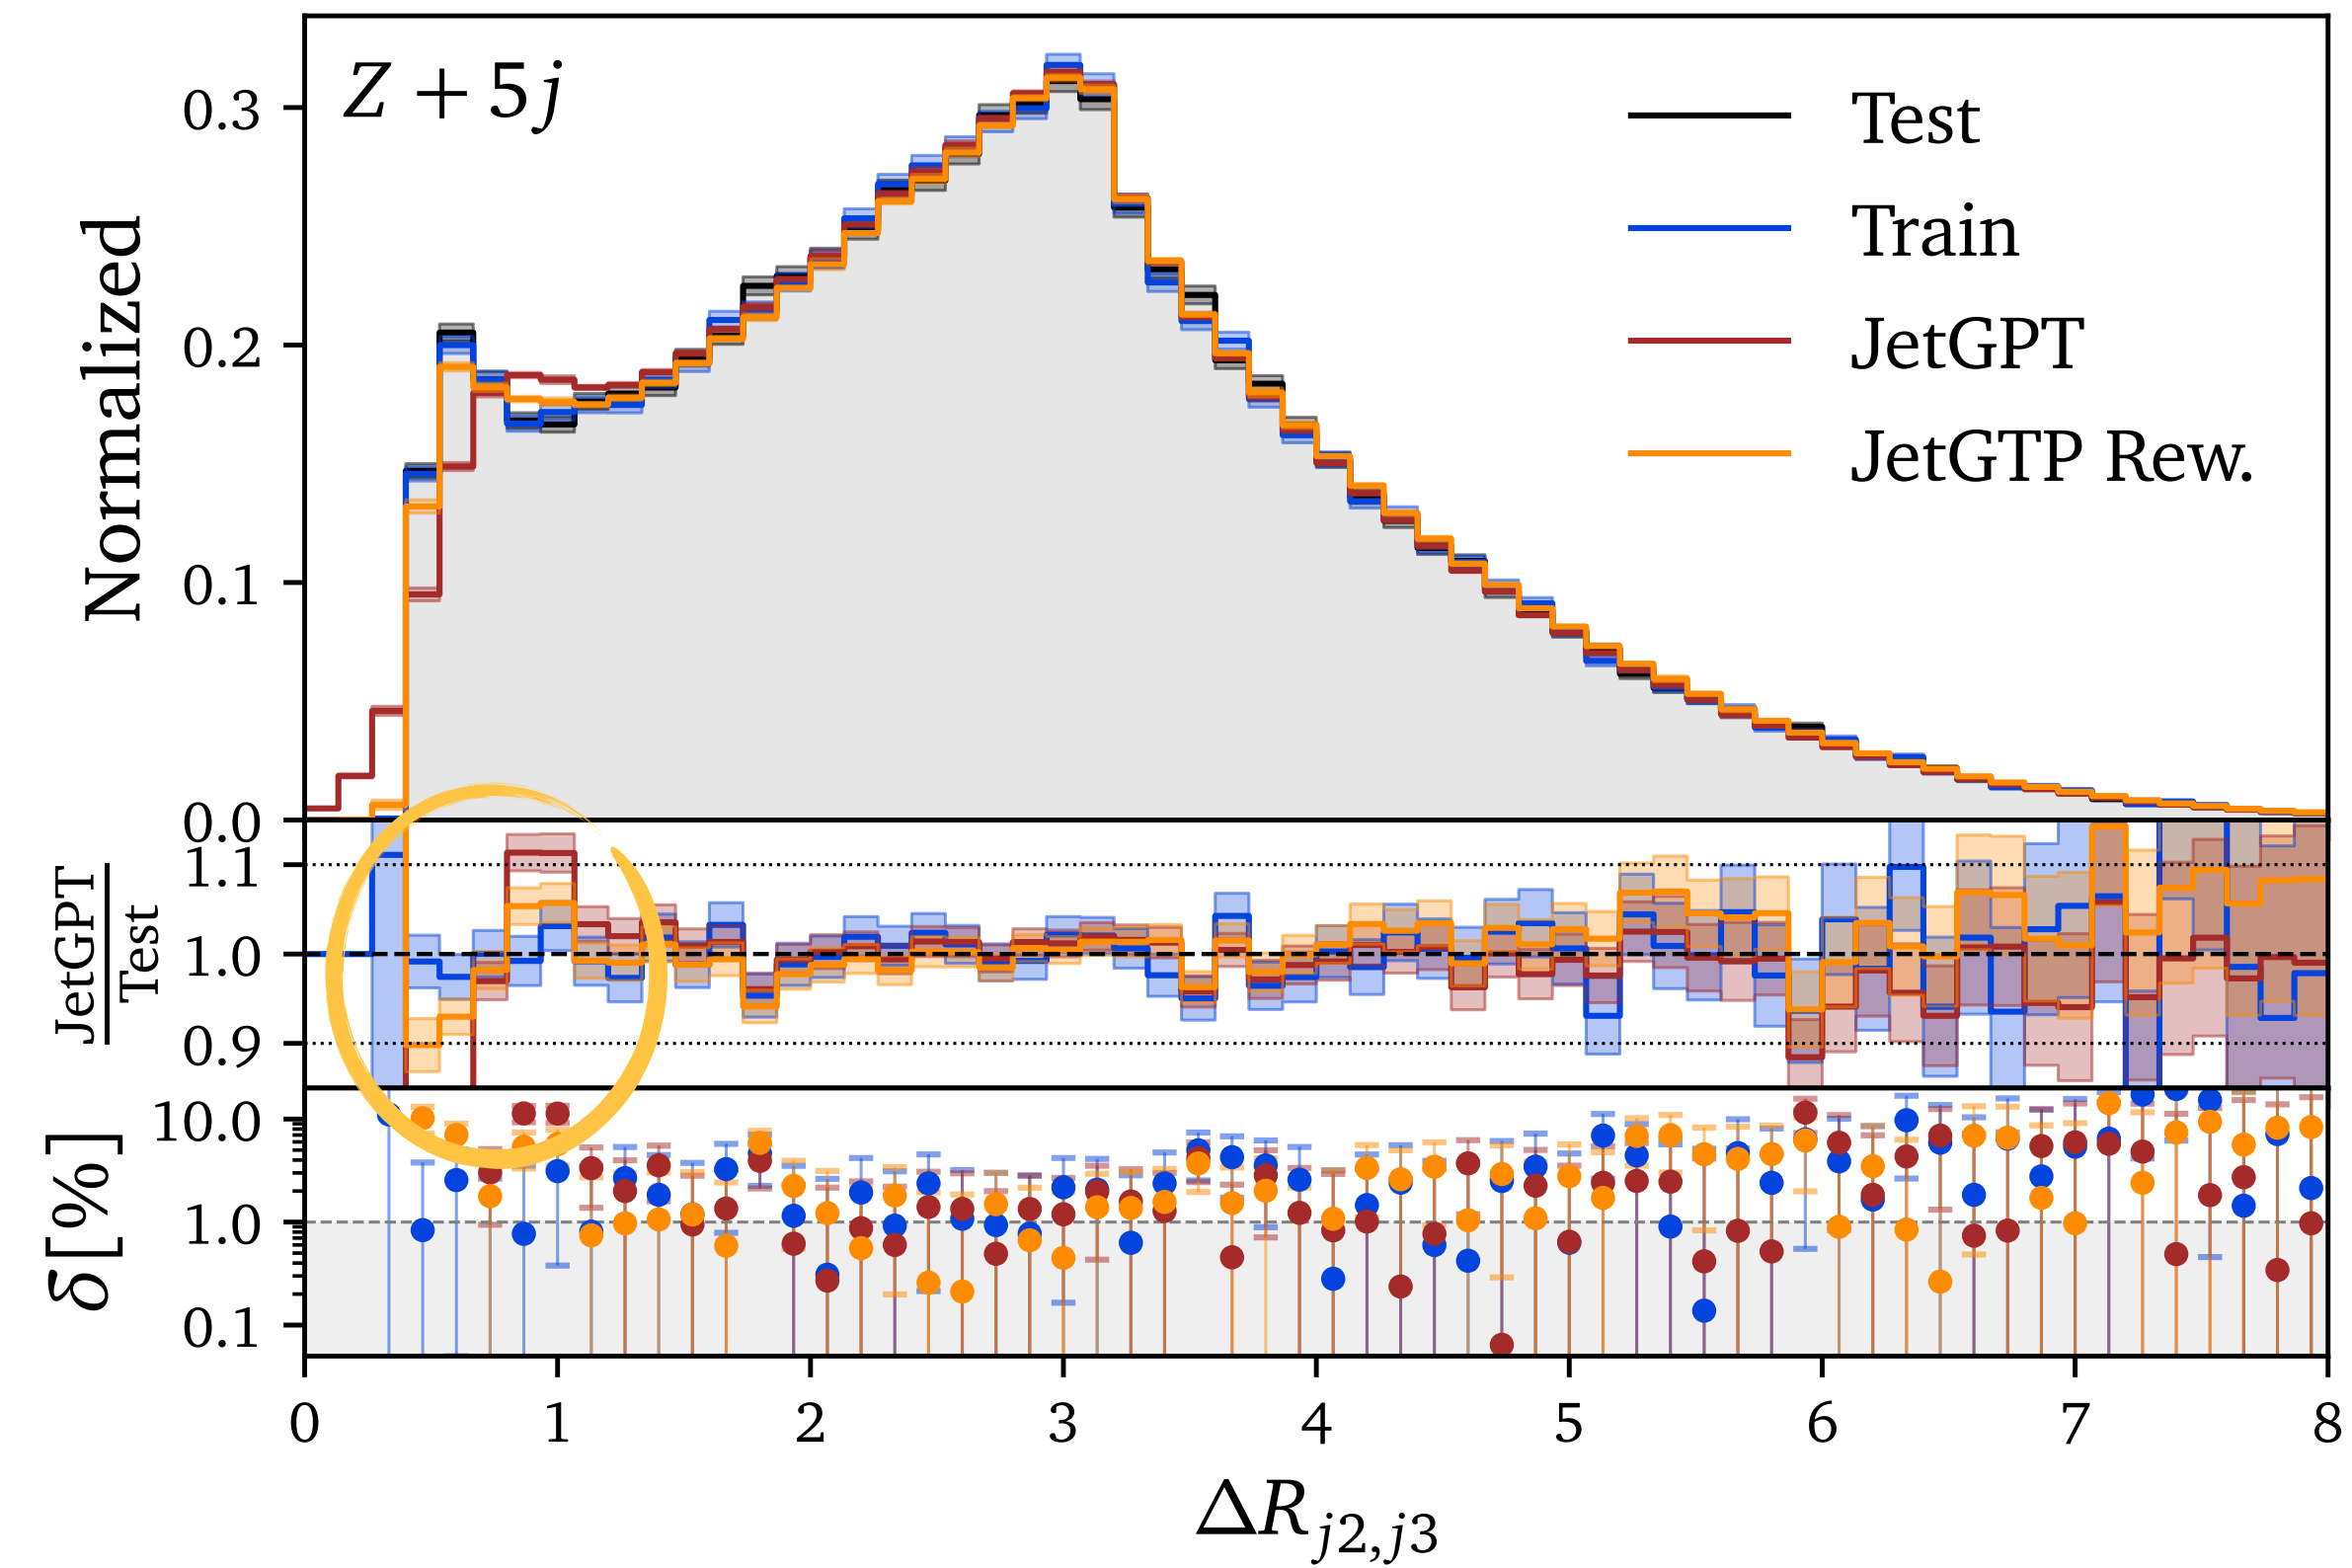 Z + 5j
Test
Train
JetGPT
JetGTP Rew.
Normalized
0.3
0.2
0.1
0.0
JetGPT
Test
1.1
1.0
0.9
δ[%]
10.0
1.0
0.1
0 1 2 3 4 5 6 7 8
ΔR_{j2,j3}